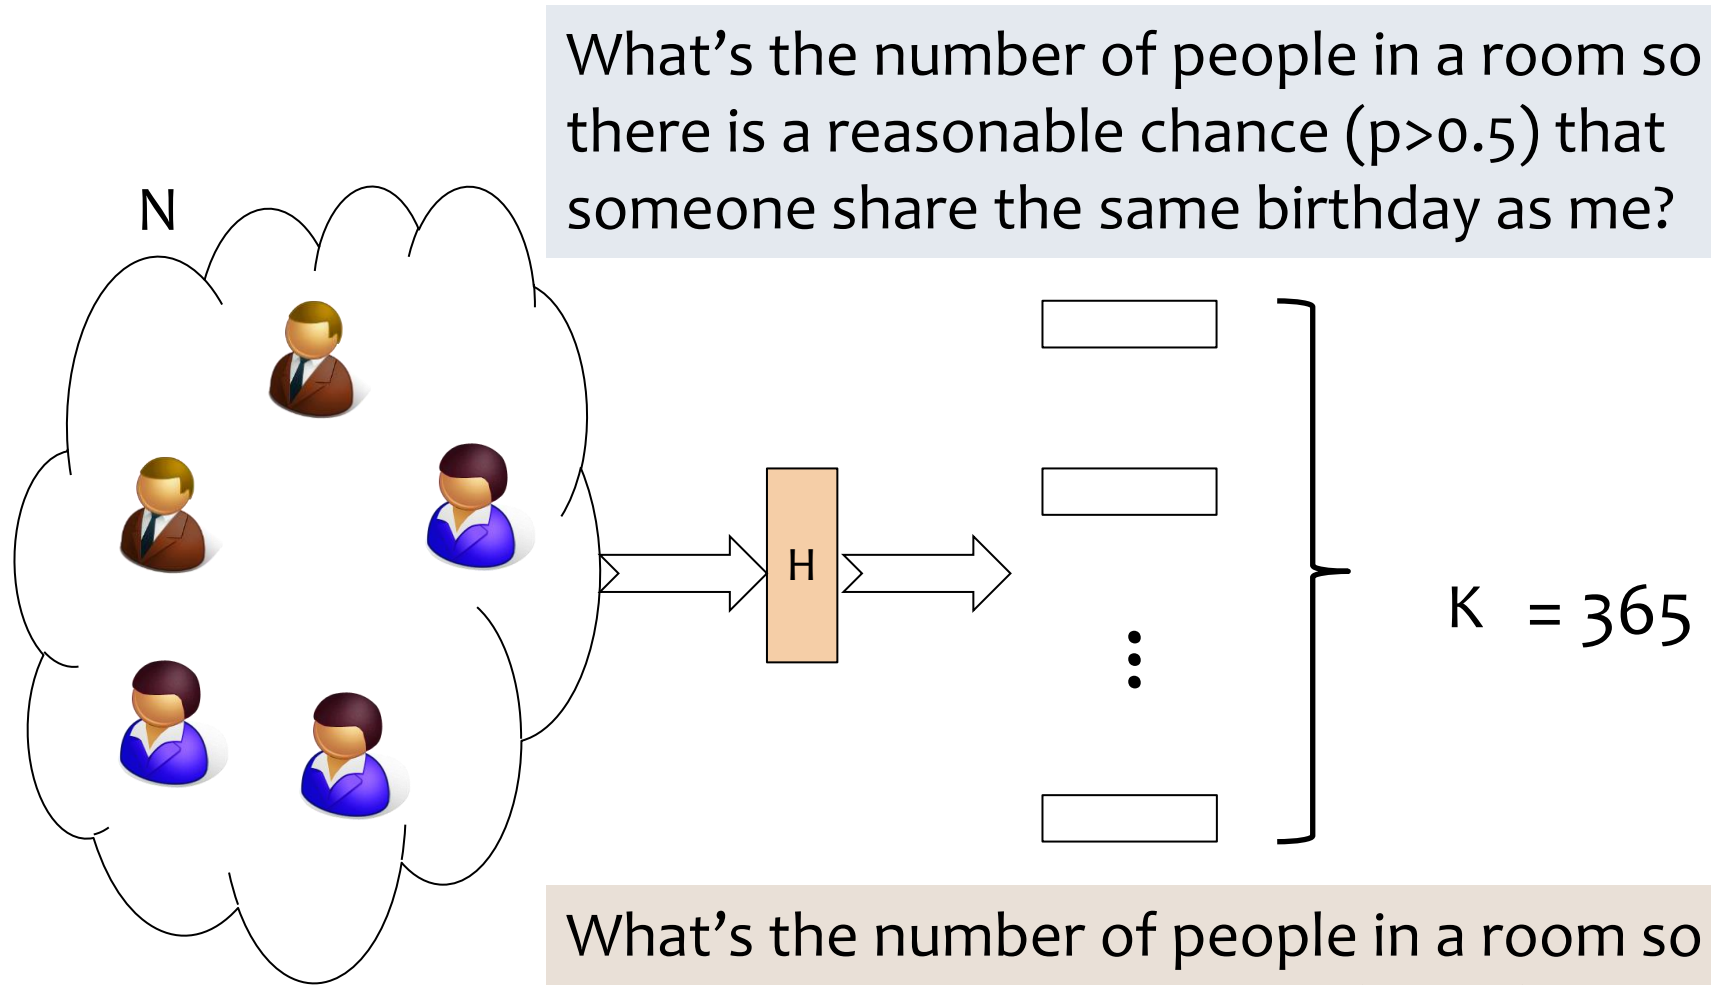 What’s the number of people in a room so
there is a reasonable chance (p>0.5) that
someone share the same birthday as me?
N
H
K = 365
What’s the number of people in a room so